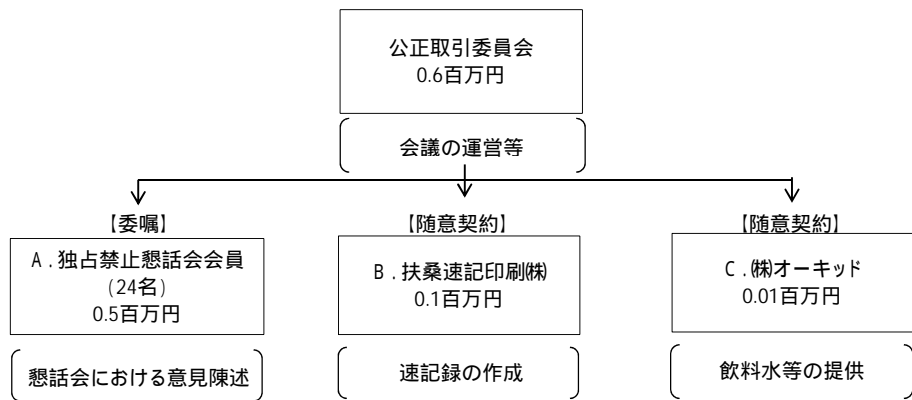 公正取引委員会
0.6百万円
会議の運営等
【委嘱】
【随意契約】
【随意契約】
A．独占禁止懇話会会員
(24名)
0.5百万円
B．扶桑速記印刷㈱
0.1百万円
C．㈱オーキッド
0.01百万円
懇話会における意見陳述
速記録の作成
飲料水等の提供